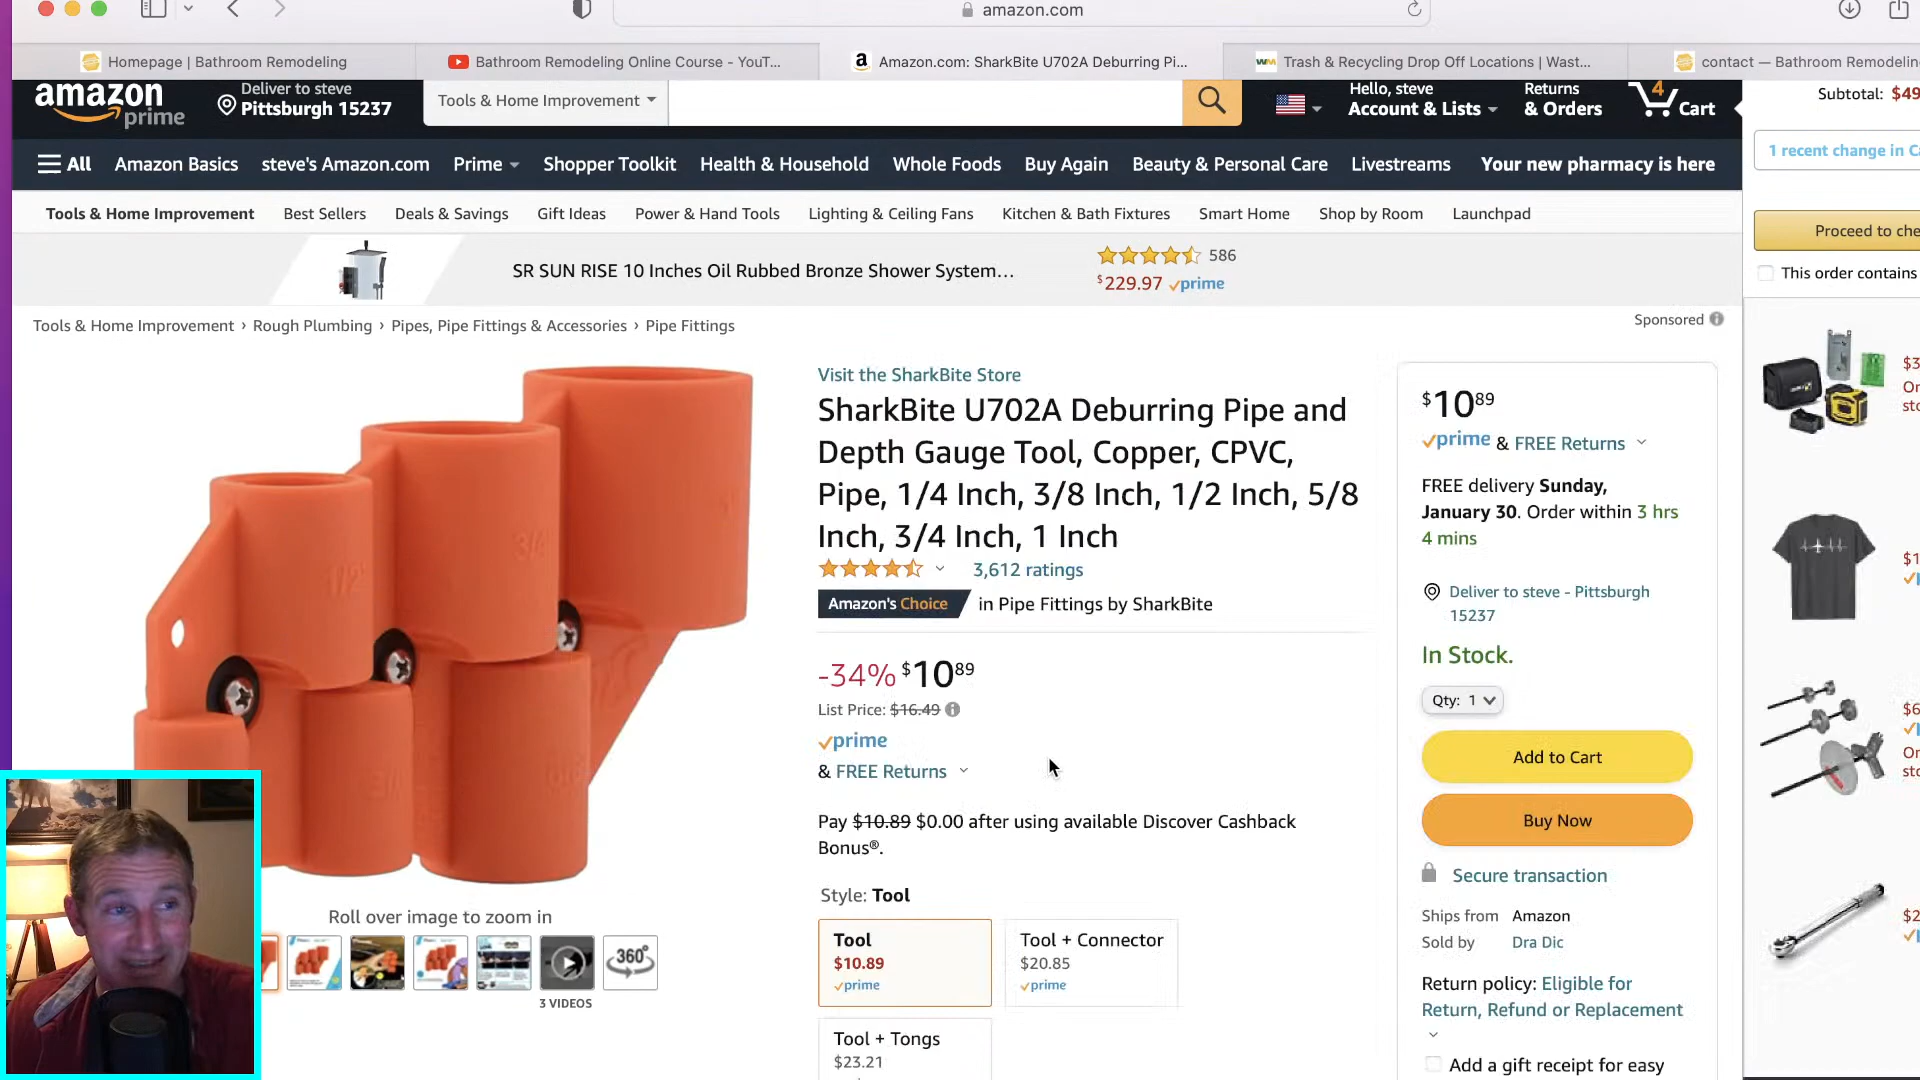 amazon.com
Homepage | Bathroom Remodeling
Bathroom Remodeling Online Course - YouT...
Amazon.com: SharkBite U702A Deburring Pi...
Trash & Recycling Drop Off Locations | Wast...
contact — Bathroom Remodeling
amazon prime
Deliver to steve
Pittsburgh 15237
Tools & Home Improvement
Hello, steve
Account & Lists
Returns
& Orders
4
Cart
Subtotal: $49
1 recent change in Ca
All
Amazon Basics
steve's Amazon.com
Prime
Shopper Toolkit
Health & Household
Whole Foods
Buy Again
Beauty & Personal Care
Livestreams
Your new pharmacy is here
Tools & Home Improvement
Best Sellers
Deals & Savings
Gift Ideas
Power & Hand Tools
Lighting & Ceiling Fans
Kitchen & Bath Fixtures
Smart Home
Shop by Room
Launchpad
Proceed to che
This order contains
SR SUN RISE 10 Inches Oil Rubbed Bronze Shower System...
586
$229.97 prime
Sponsored
Tools & Home Improvement › Rough Plumbing › Pipes, Pipe Fittings & Accessories › Pipe Fittings
1/2"
3/4"
Visit the SharkBite Store
SharkBite U702A Deburring Pipe and
Depth Gauge Tool, Copper, CPVC,
Pipe, 1/4 Inch, 3/8 Inch, 1/2 Inch, 5/8
Inch, 3/4 Inch, 1 Inch
3,612 ratings
Amazon's Choice in Pipe Fittings by SharkBite
-34% $10 89
List Price: $16.49
prime
& FREE Returns
Pay $10.89 $0.00 after using available Discover Cashback
Bonus®.
Style: Tool
Tool
$10.89
prime
Tool + Connector
$20.85
prime
Tool + Tongs
$23.21
Roll over image to zoom in
360°
3 VIDEOS
$10 89
prime & FREE Returns
FREE delivery Sunday,
January 30. Order within 3 hrs
4 mins
Deliver to steve - Pittsburgh
15237
In Stock.
Qty: 1
Add to Cart
Buy Now
Secure transaction
Ships from Amazon
Sold by Dra Dic
Return policy: Eligible for
Return, Refund or Replacement
Add a gift receipt for easy